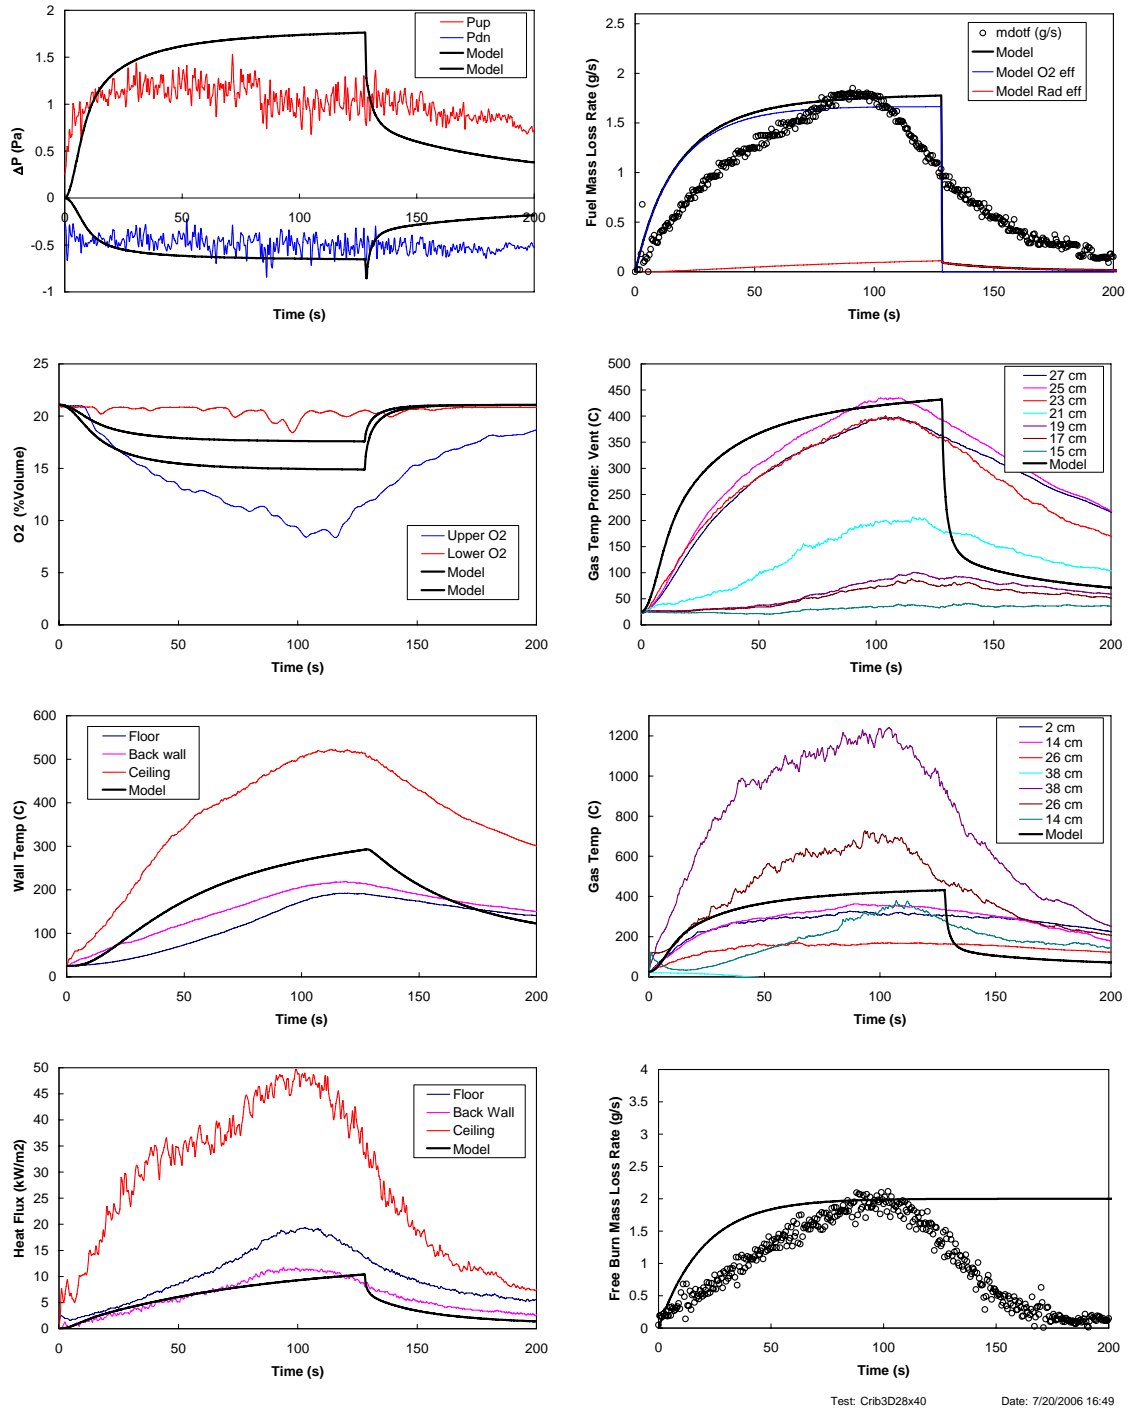 2
1.5
1
0.5
0
-0.5
-1
0
50
100
150
200
ΔP (Pa)
Time (s)
Pup
Pdn
Model
Model
2.5
2
1.5
1
0.5
0
0
50
100
150
200
Fuel Mass Loss Rate (g/s)
Time (s)
mdotf (g/s)
Model
Model O2 eff
Model Rad eff
25
20
15
10
5
0
0
50
100
150
200
O2 (%Volume)
Time (s)
Upper O2
Lower O2
Model
Model
500
450
400
350
300
250
200
150
100
50
0
0
50
100
150
200
Gas Temp Profile: Vent (C)
Time (s)
27 cm
25 cm
23 cm
21 cm
19 cm
17 cm
15 cm
Model
600
500
400
300
200
100
0
0
50
100
150
200
Wall Temp (C)
Time (s)
Floor
Back wall
Ceiling
Model
1200
1000
800
600
400
200
0
0
50
100
150
200
Gas Temp (C)
Time (s)
2 cm
14 cm
26 cm
38 cm
38 cm
26 cm
14 cm
Model
50
45
40
35
30
25
20
15
10
5
0
0
50
100
150
200
Heat Flux (kW/m2)
Time (s)
Floor
Back Wall
Ceiling
Model
4
3.5
3
2.5
2
1.5
1
0.5
0
0
50
100
150
200
Free Burn Mass Loss Rate (g/s)
Time (s)
Test: Crib3D28x40
Date: 7/20/2006 16:49